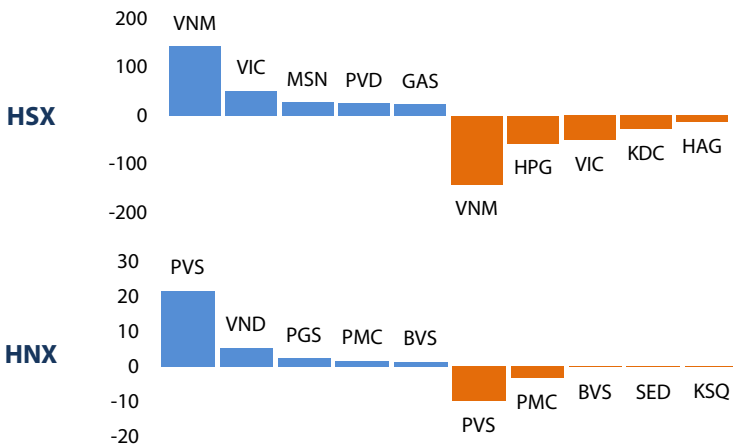 HSX
200
100
0
-100
-200
VNM
VIC
MSN
PVD
GAS
VNM
HPG
VIC
KDC
HAG
HNX
30
20
10
0
-10
-20
PVS
VND
PGS
PMC
BVS
PVS
PMC
BVS
SED
KSQ